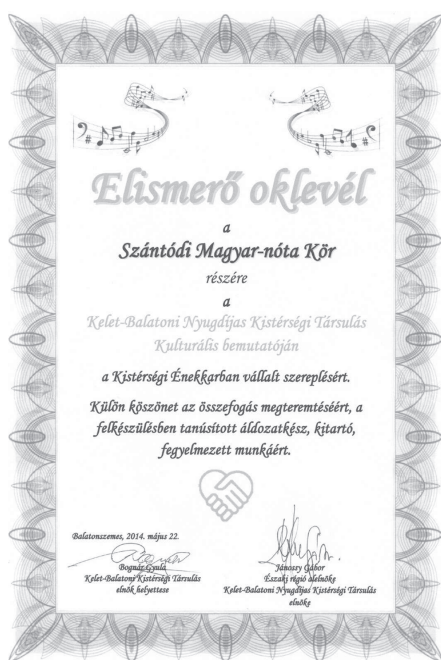 Elismerő oklevél
a
Szántódi Magyar-nóta Kör
részére
a
Kelet-Balatoni Nyugdíjas Kistérségi Társulás
Kulturális bemutatóján
a Kistérségi Énekkarban vállalt szerepléséért.
Külön köszönet az összefogás megteremtéséért, a
felkészülésben tanúsított áldozatkész, kitartó,
fegyelmezett munkáért.
Balatonszemes, 2014. május 22.
Bognár Gyula
Kelet-Balatoni Kistérségi Társulás
elnök helyettese
Jánossy Gábor
Északi régió alelnöke
Kelet-Balatoni Nyugdíjas Kistérségi Társulás
elnöke